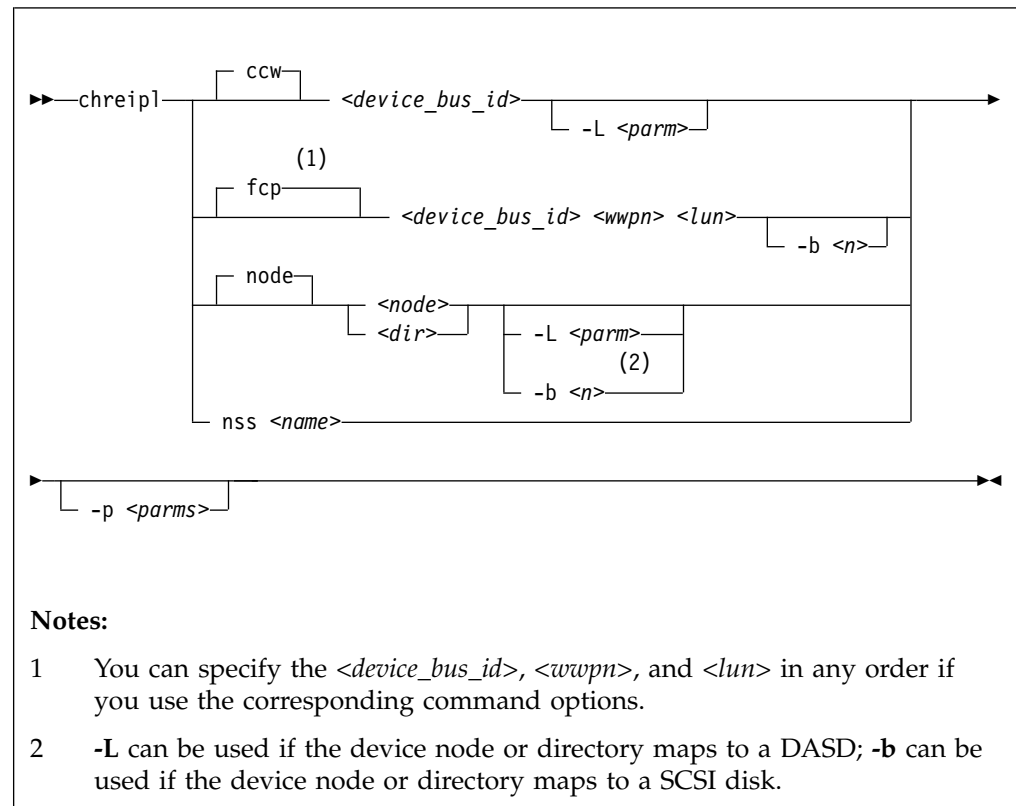 ccw
chreipl <device_bus_id>
-L <parm>
(1)
fcp
<device_bus_id> <wwpn> <lun>
-b <n>
node
<node>
<dir> -L <parm>
(2)
-b <n>
nss <name>
-p <parms>
Notes:
1 You can specify the <device_bus_id>, <wwpn>, and <lun> in any order if
you use the corresponding command options.
2 -L can be used if the device node or directory maps to a DASD; -b can be
used if the device node or directory maps to a SCSI disk.